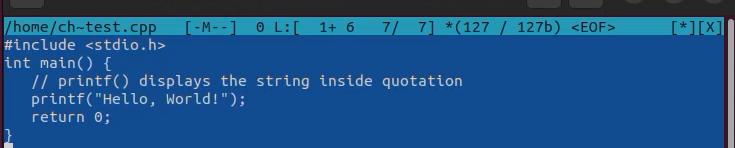 /home/ch~test.cpp   [-M--]  0 L:[  1+ 6   7/  7] *(127 / 127b) <EOF>      [*][X]
#include <stdio.h>
int main() {
   // printf() displays the string inside quotation
   printf("Hello, World!");
   return 0;
}